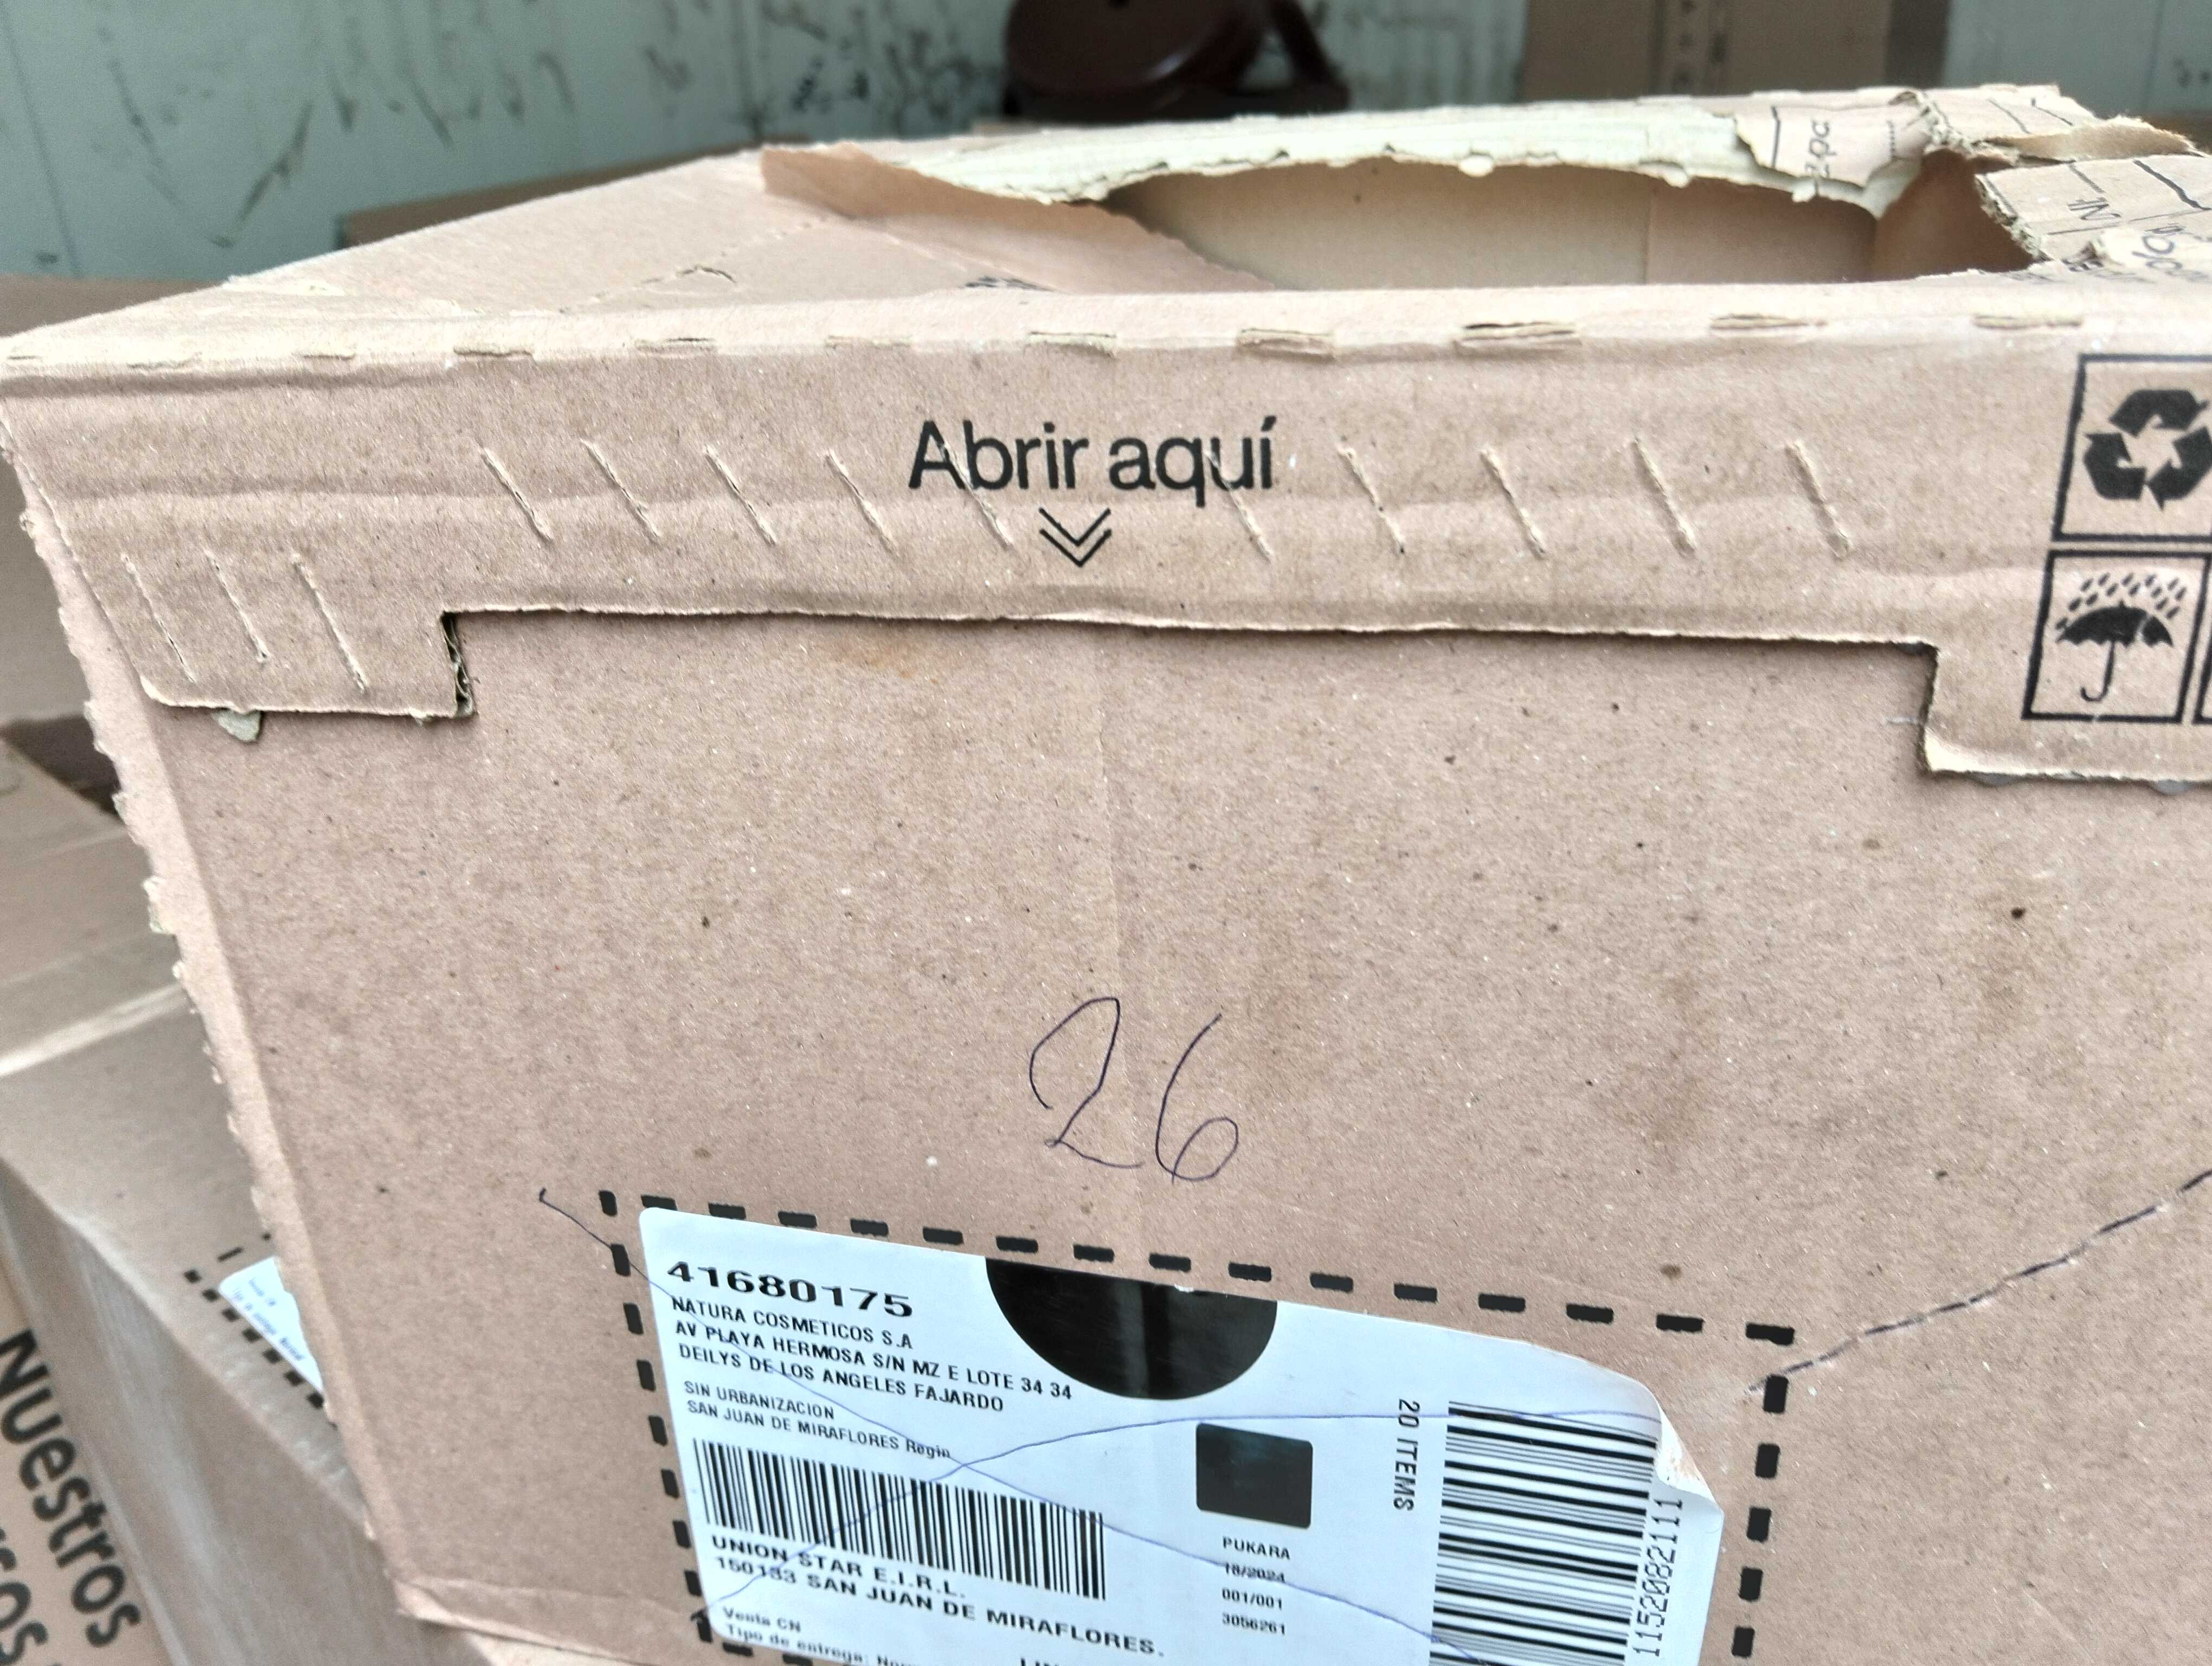 Abrir aquí
26
41680175
NATURA COSMETICOS S.A
AV PLAYA HERMOSA S/N MZ E LOTE 34 34
DEILYS DE LOS ANGELES FAJARDO
SIN URBANIZACION
SAN JUAN DE MIRAFLORES Regin
UNION STAR E.I.R.L.
150133 SAN JUAN DE MIRAFLORES.
Venta CN
Tipo de entrega:
PUKARA
18/2024
001/001
3056261
20 ITEMS
1152082111
Nuestros